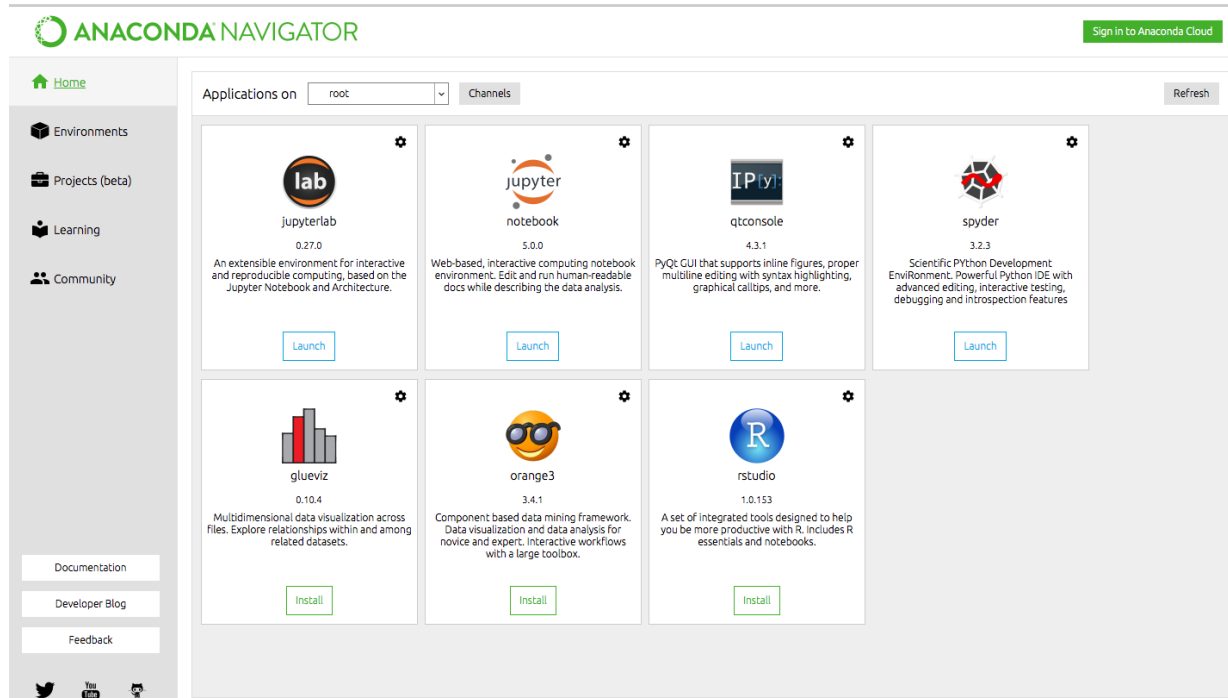 ANACONDA NAVIGATOR
Sign in to Anaconda Cloud
Home
Environments
Projects (beta)
Learning
Community
Documentation
Developer Blog
Feedback
You
Tube
Applications on
root
Channels
Refresh
lab
jupyterlab
0.27.0
An extensible environment for interactive
and reproducible computing, based on the
Jupyter Notebook and Architecture.
Launch
jupyter
notebook
5.0.0
Web-based, interactive computing notebook
environment. Edit and run human-readable
docs while describing the data analysis.
Launch
IP[y]:
qtconsole
4.3.1
PyQt GUI that supports inline figures, proper
multiline editing with syntax highlighting,
graphical calltips, and more.
Launch
spyder
3.2.3
Scientific PYthon Development
EnviRonment. Powerful Python IDE with
advanced editing, interactive testing,
debugging and introspection features
Launch
glueviz
0.10.4
Multidimensional data visualization across
files. Explore relationships within and among
related datasets.
Install
orange3
3.4.1
Component based data mining framework.
Data visualization and data analysis for
novice and expert. Interactive workflows
with a large toolbox.
Install
R
rstudio
1.0.153
A set of integrated tools designed to help
you be more productive with R. Includes R
essentials and notebooks.
Install